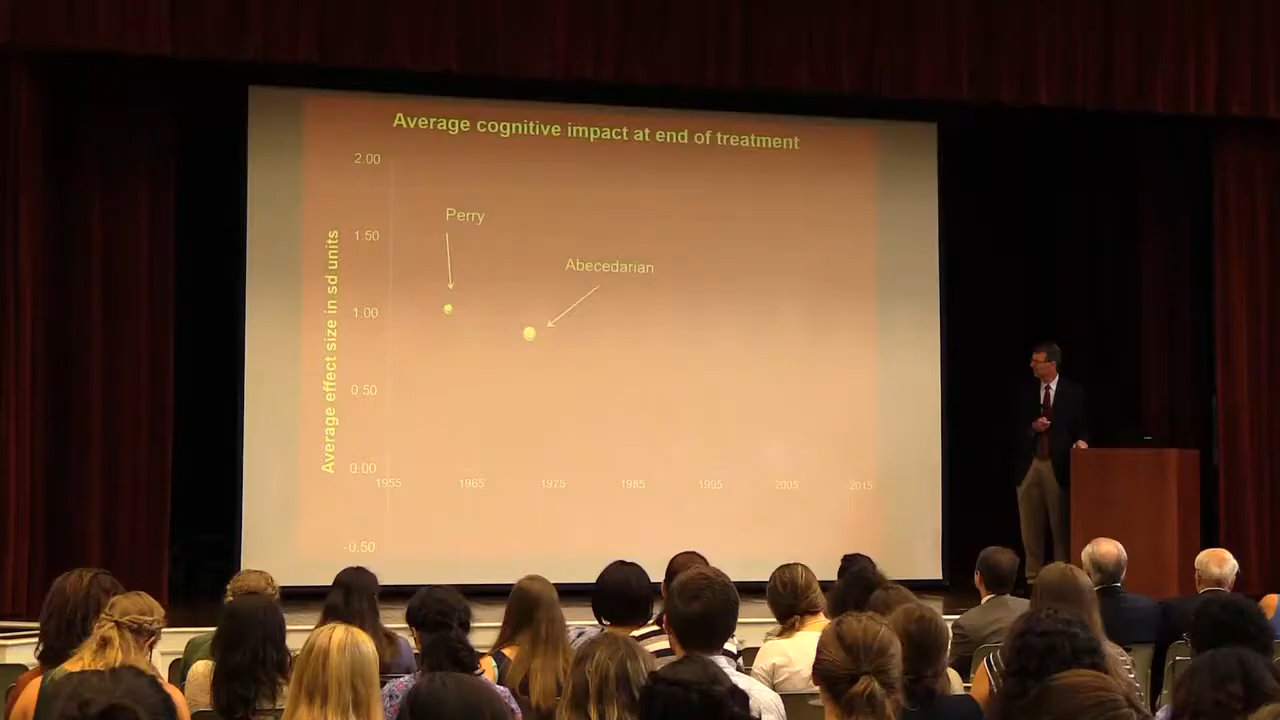 Average cognitive impact at end of treatment
Average effect size in sd units
2.00
1.50
1.00
0.50
0.00
-0.50
Perry
Abecedarian
1955 1965 1975 1985 1995 2005 2015